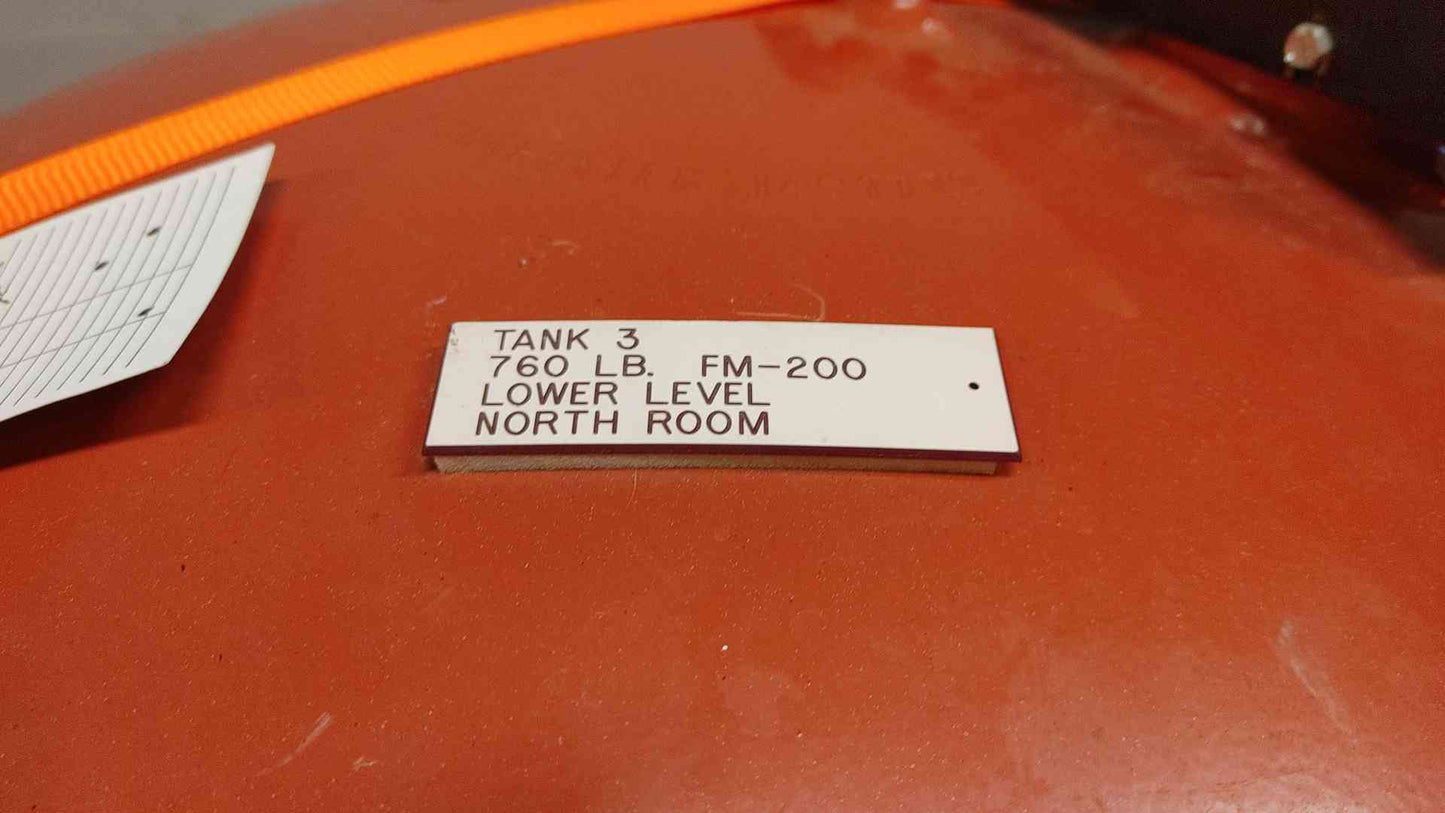 TANK 3
760 LB. FM-200
LOWER LEVEL
NORTH ROOM